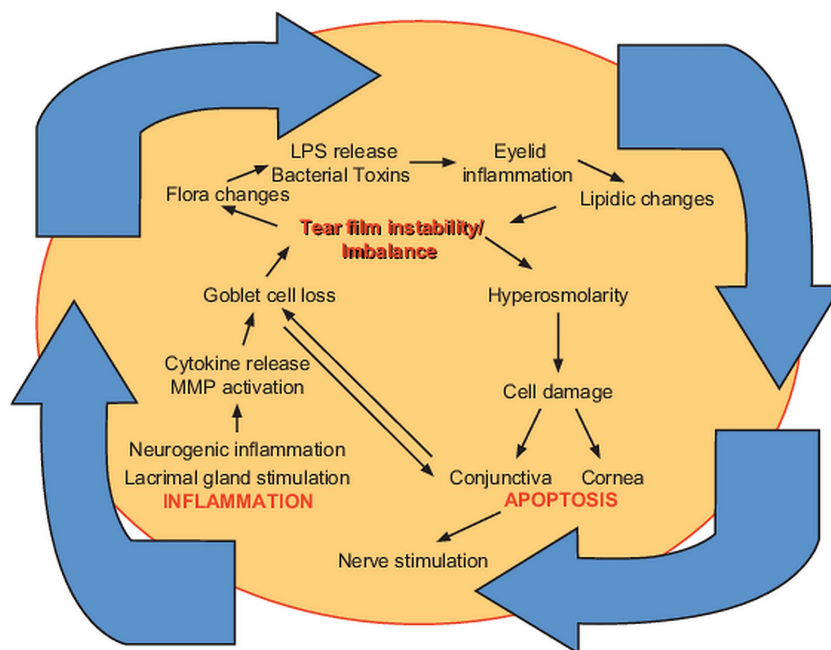 LPS release
Bacterial Toxins
Eyelid
inflammation
Flora changes
Lipidic changes
Tear film instability/
Imbalance
Goblet cell loss
Hyperosmolarity
Cytokine release
MMP activation
Cell damage
Neurogenic inflammation
Lacrimal gland stimulation
INFLAMMATION
Conjunctiva
Cornea
APOPTOSIS
Nerve stimulation